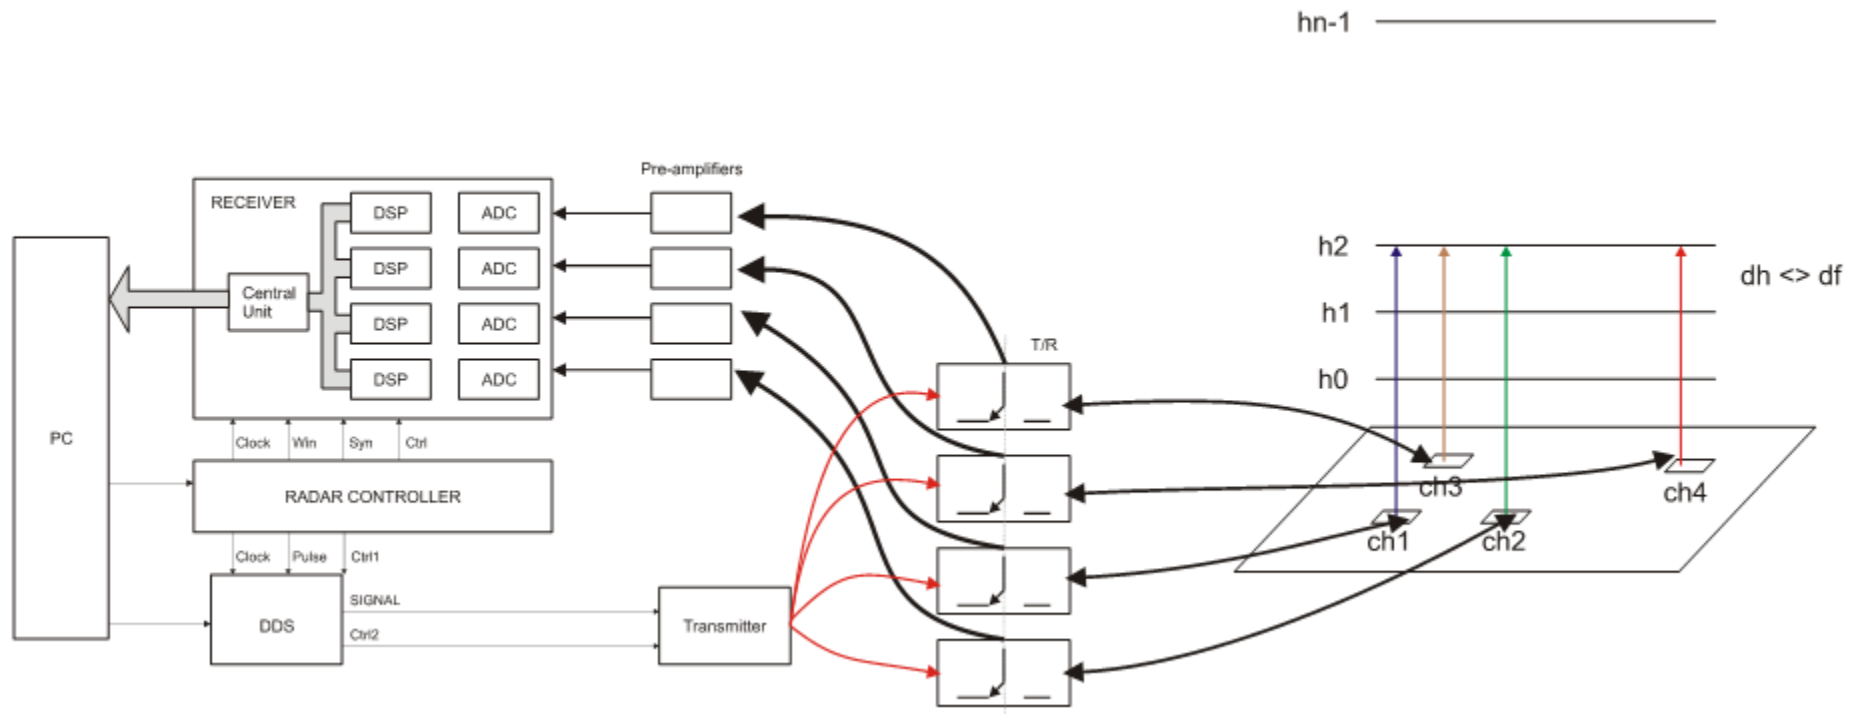 hn-1
Pre-amplifiers
RECEIVER
DSP
ADC
DSP
ADC
h2
dh <> df
Central
Unit
h1
DSP
ADC
T/R
DSP
ADC
h0
PC
Clock
Win
Syn
Ctrl
ch3
ch4
RADAR CONTROLLER
ch1
ch2
Clock
Pulse
Ctrl1
SIGNAL
DDS
Ctrl2
Transmitter